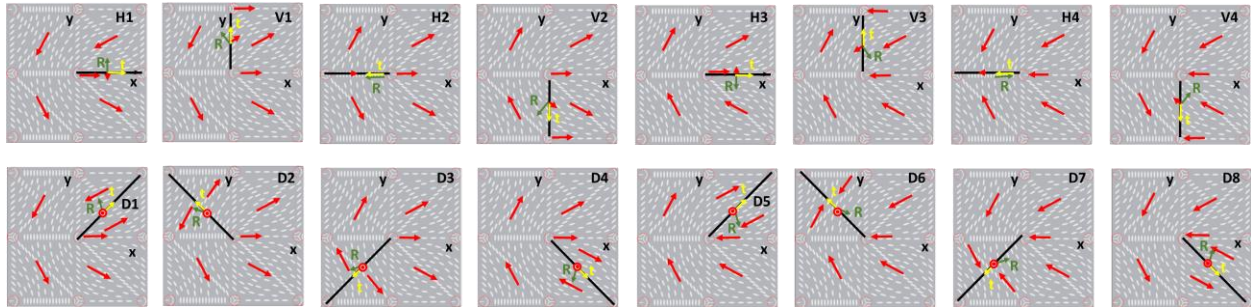 y H1
R t
x
y V1
t
R
x
y H2
t
R
x
y V2
x
R
t
y H3
t
R
x
y V3
t
R
x
y H4
t
R
x
y V4
x
R
t
y
t
R D1
x
y D2
t
R
x
y D3
x
R
t
y D4
x
R t
y
t D5
R
x
y D6
t
R
x
y D7
x
R
t
y D8
x
R
t